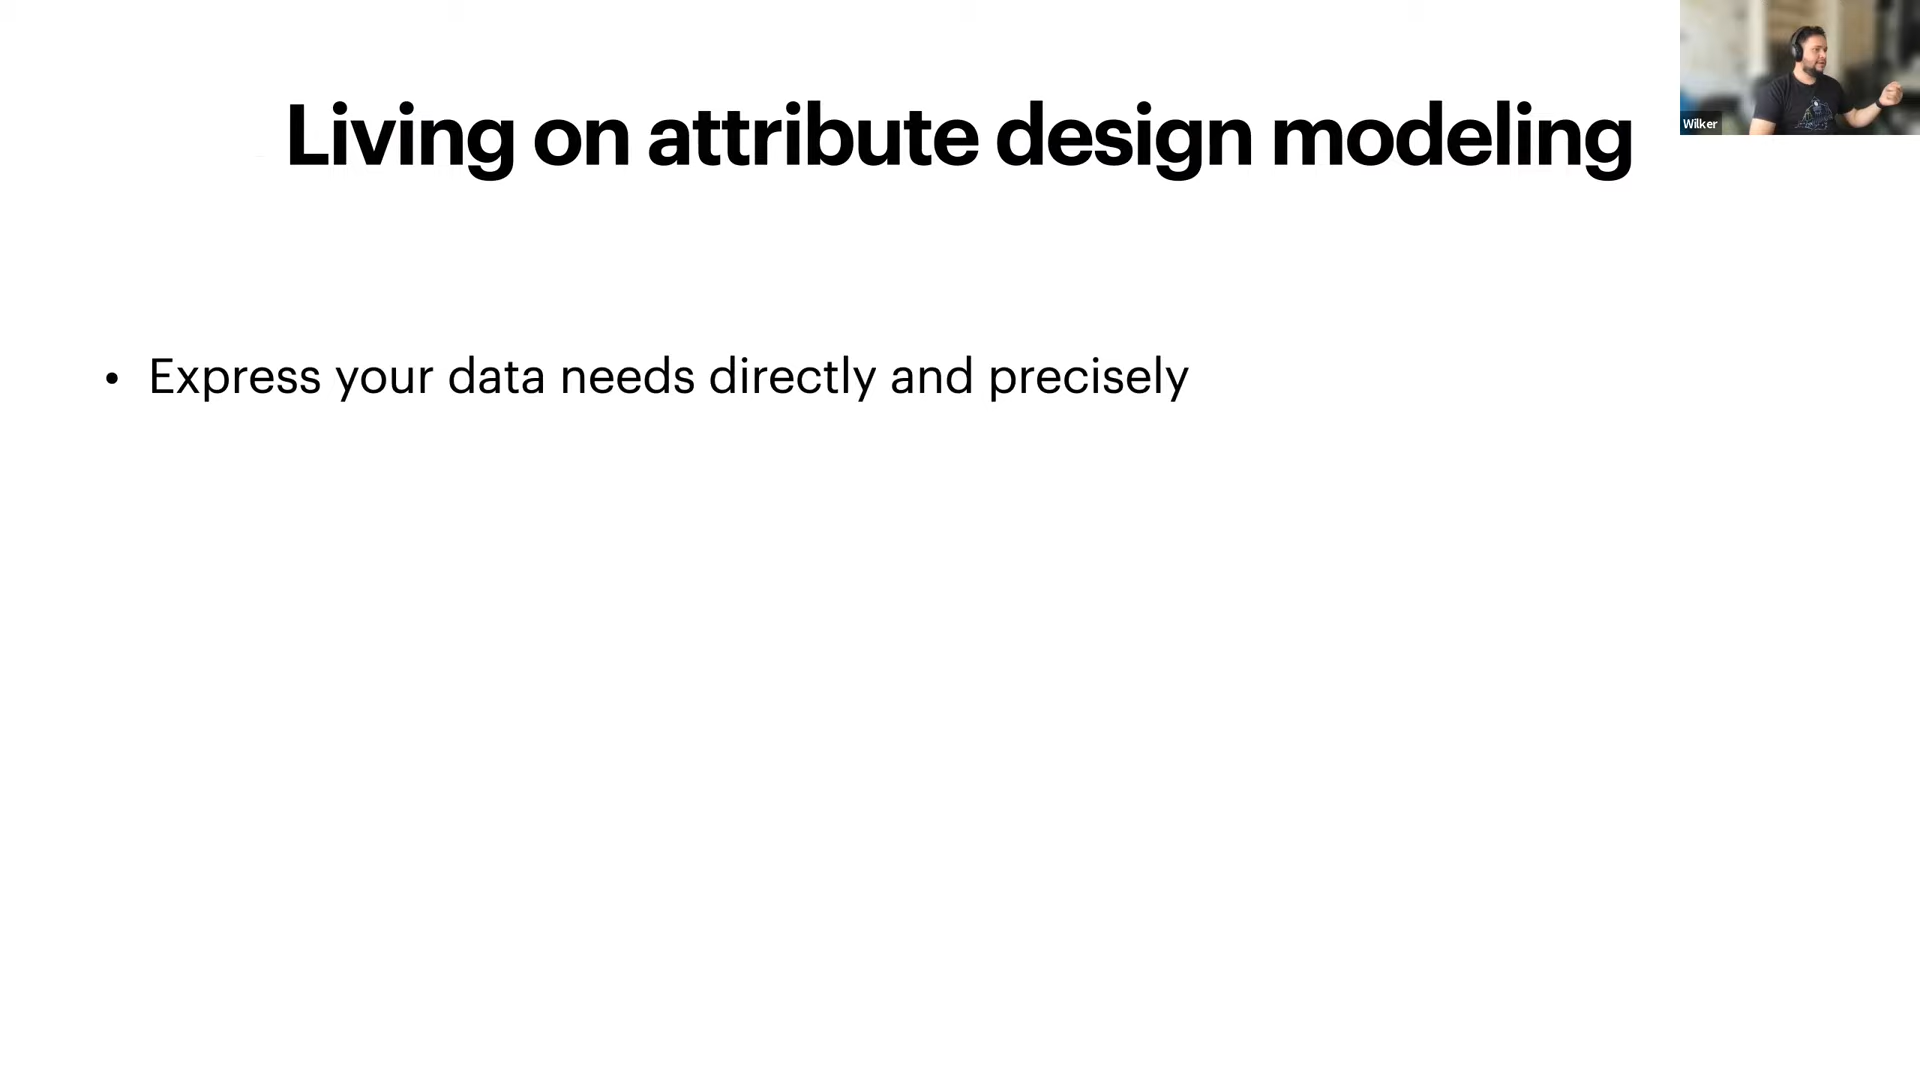 Living on attribute design modeling
Wilker
• Express your data needs directly and precisely